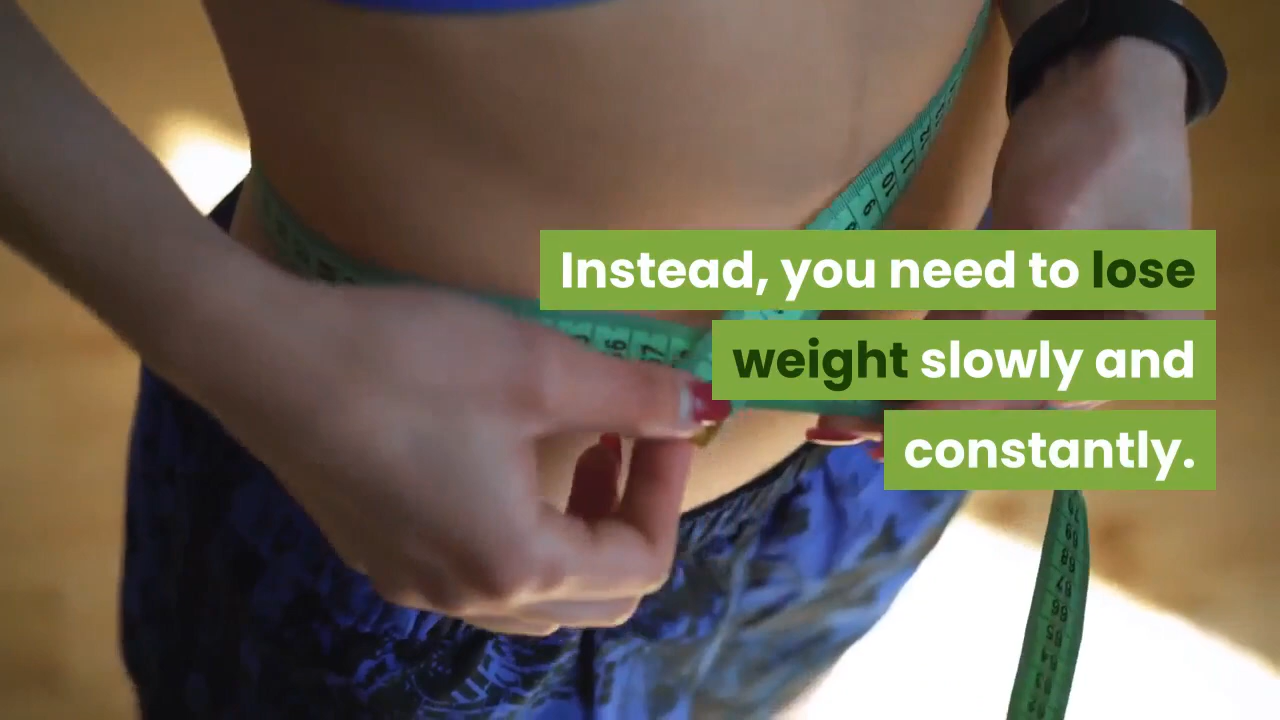 Instead, you need to lose
weight slowly and
constantly.